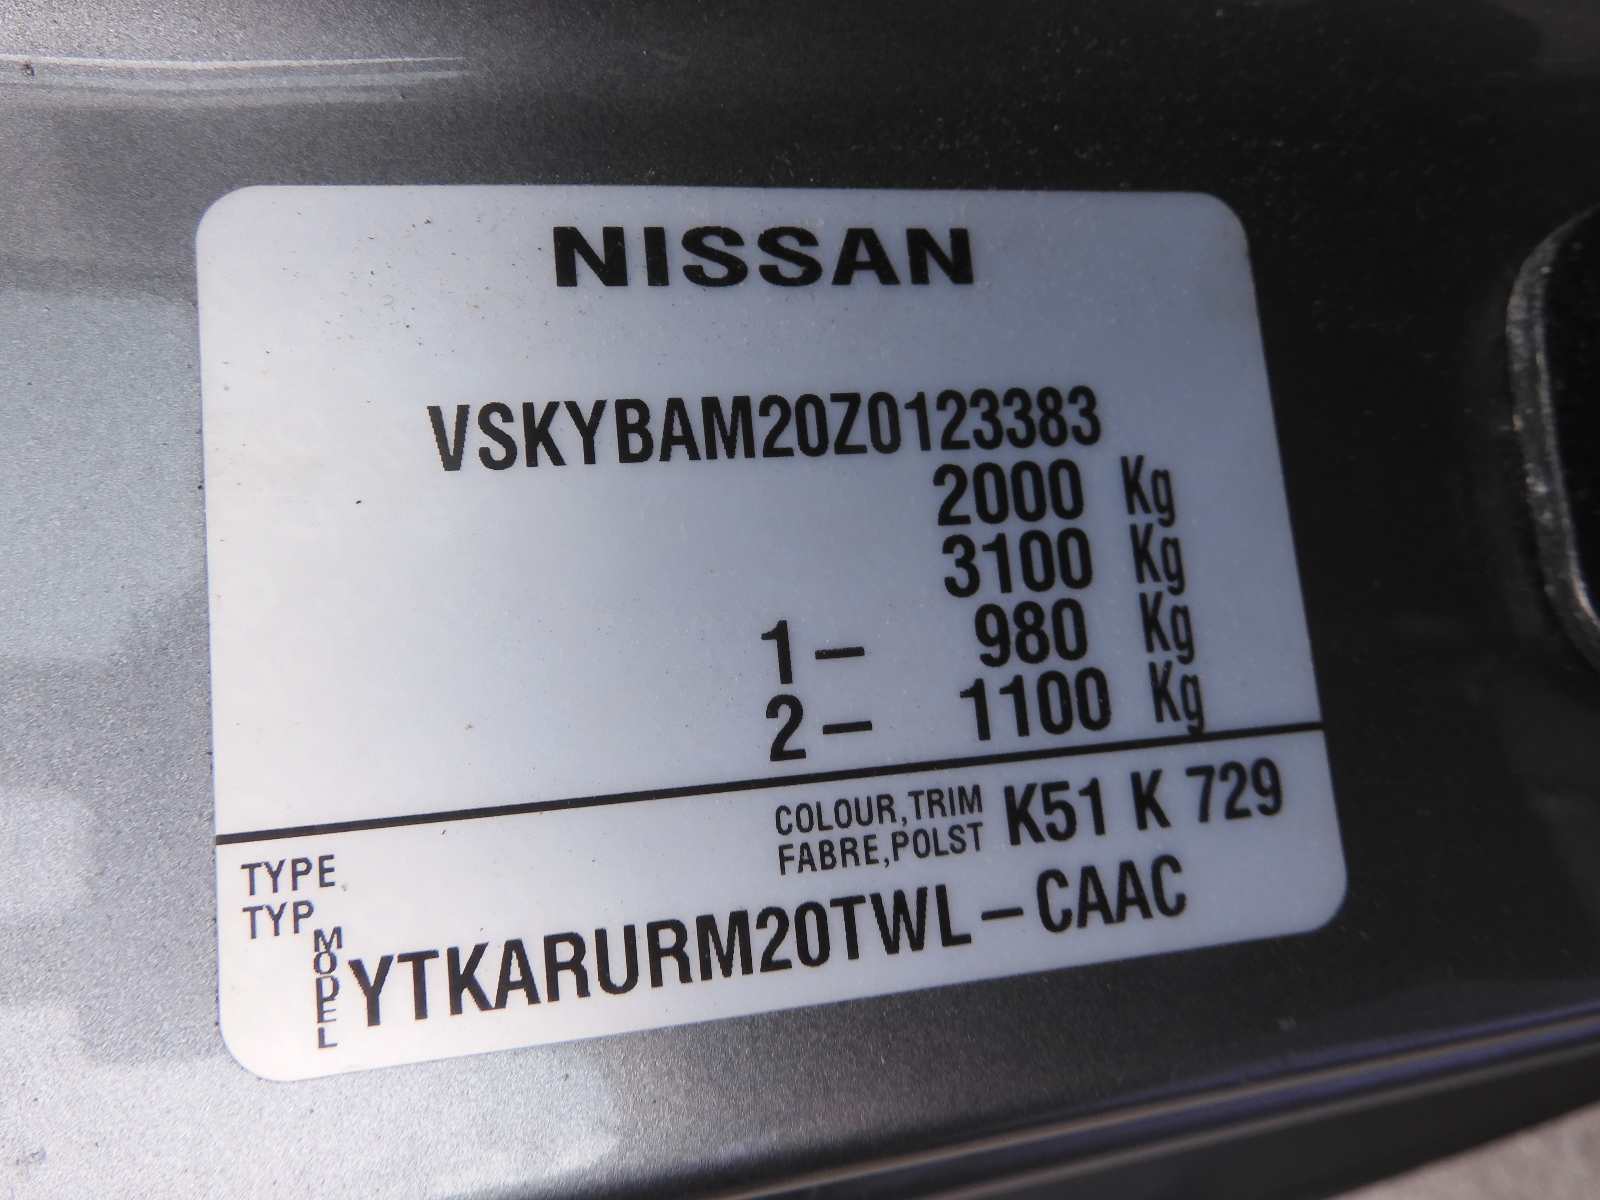 NISSAN
VSKYBAM20Z0123383
2000 Kg
3100 Kg
1- 980 Kg
2- 1100 Kg
COLOUR,TRIM K51 K 729
FABRE,POLST
TYPE
TYP
MODEL YTKARURM20TWL-CAAC